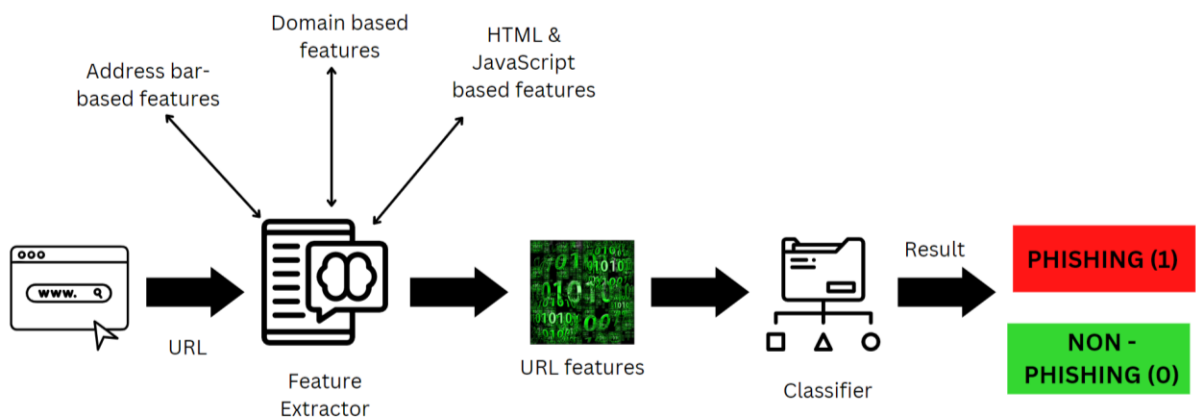 Domain based
features
HTML &
JavaScript
based features
Address bar-
based features
www.
URL
Feature
Extractor
URL features
Classifier
Result
PHISHING (1)
NON -
PHISHING (0)